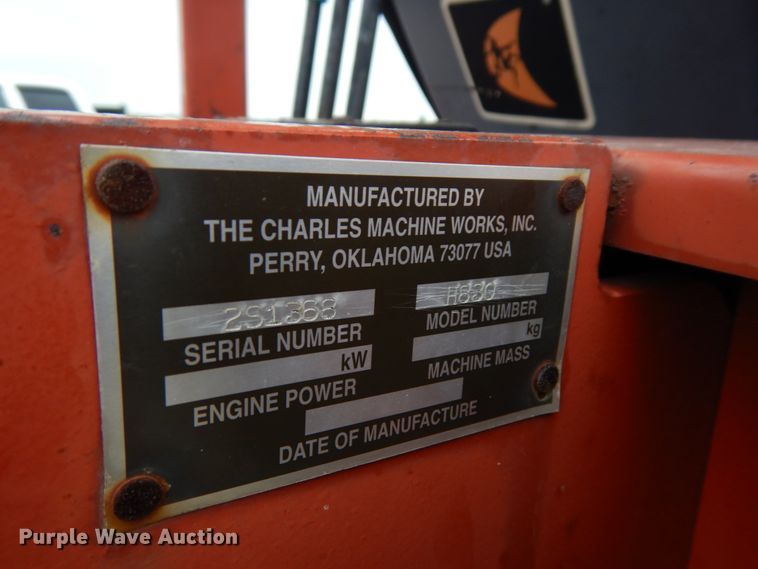 MANUFACTURED BY
THE CHARLES MACHINE WORKS, INC.
PERRY, OKLAHOMA 73077 USA
2S1368 H830
SERIAL NUMBER MODEL NUMBER
kW kg
ENGINE POWER MACHINE MASS
DATE OF MANUFACTURE
Purple Wave Auction